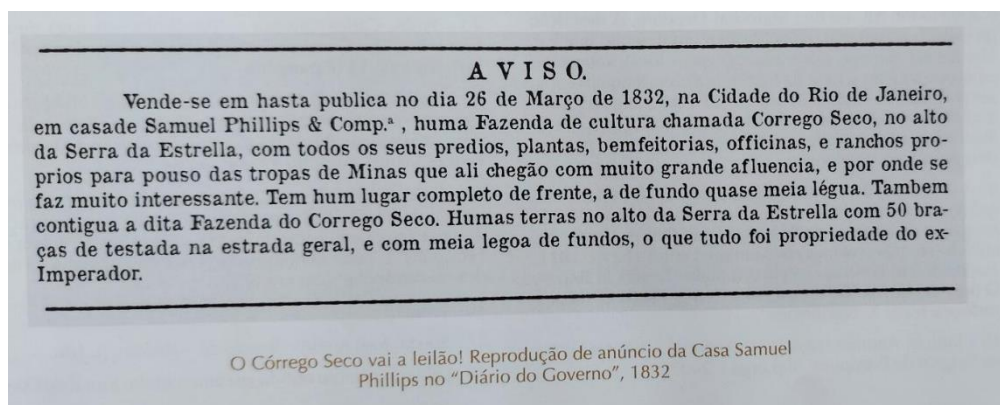 AVISO.
Vende-se em hasta publica no dia 26 de Março de 1832, na Cidade do Rio de Janeiro,
em casade Samuel Phillips & Comp.ª , huma Fazenda de cultura chamada Corrego Seco, no alto
da Serra da Estrella, com todos os seus predios, plantas, bemfeitorias, officinas, e ranchos pro-
prios para pouso das tropas de Minas que ali chegão com muito grande afluencia, e por onde se
faz muito interessante. Tem hum lugar completo de frente, a de fundo quase meia légua. Tambem
contigua a dita Fazenda do Corrego Seco. Humas terras no alto da Serra da Estrella com 50 bra-
ças de testada na estrada geral, e com meia legoa de fundos, o que tudo foi propriedade do ex-
Imperador.
O Córrego Seco vai a leilão! Reprodução de anúncio da Casa Samuel
Phillips no "Diário do Governo", 1832